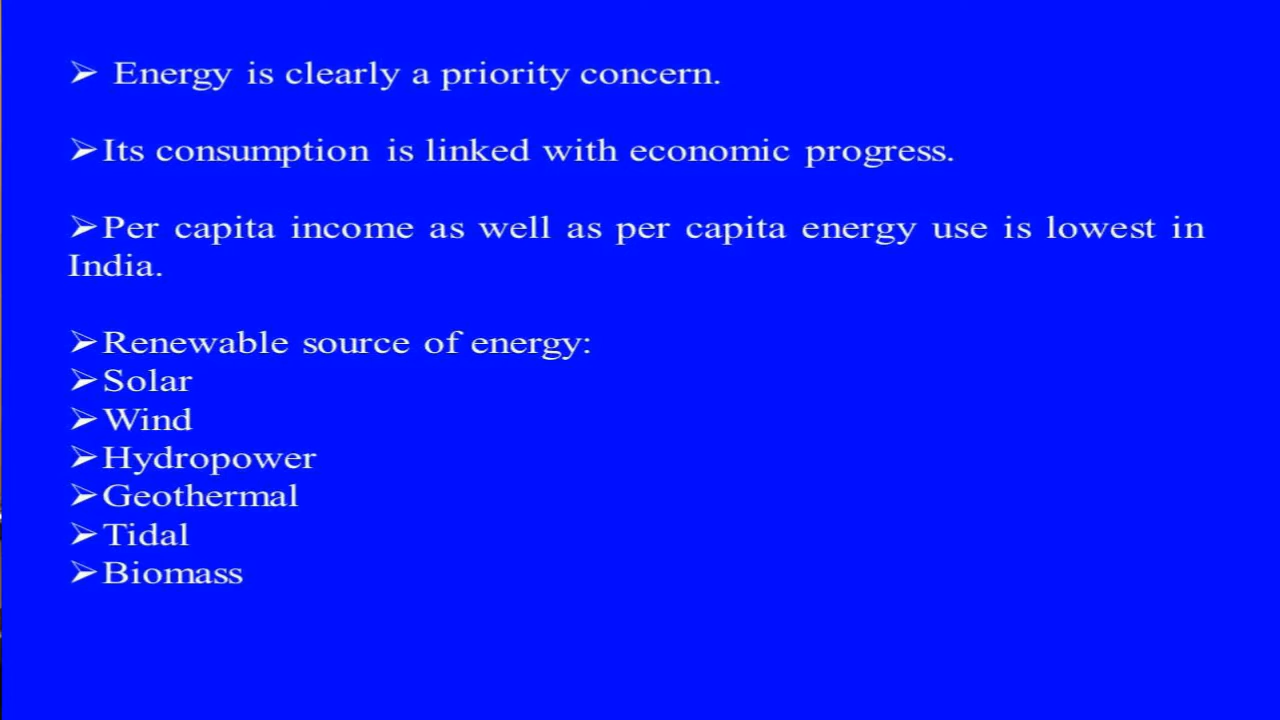 ➢ Energy is clearly a priority concern.
➢Its consumption is linked with economic progress.
➢Per capita income as well as per capita energy use is lowest in
India.
➢Renewable source of energy:
➢Solar
➢Wind
➢Hydropower
➢Geothermal
➢Tidal
➢Biomass